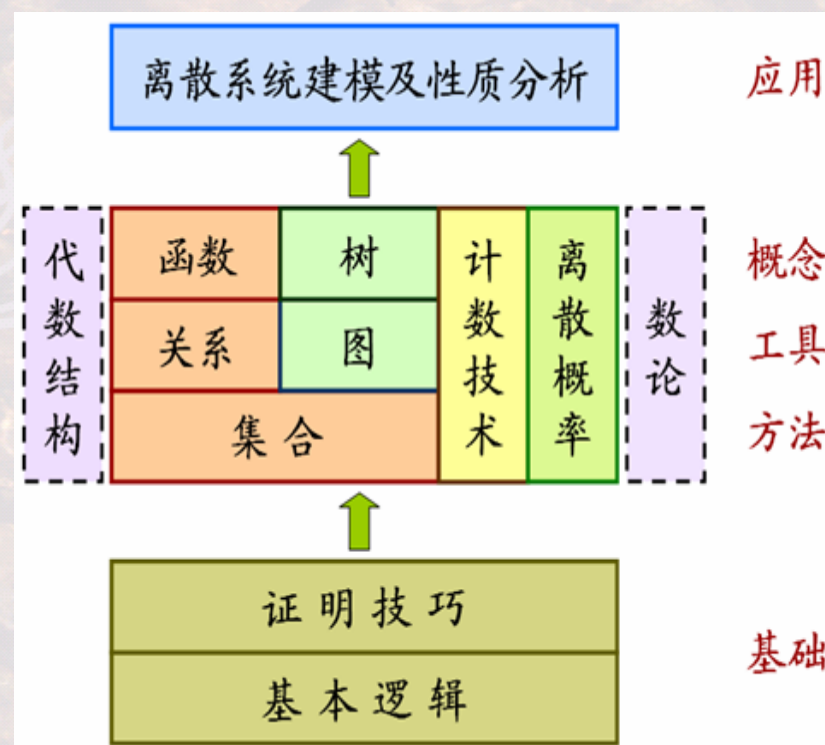 离散系统建模及性质分析
应用
代数结构
函数
树
计数技术
离散概率
数论
概念
关系
图
工具
集合
方法
证明技巧
基本逻辑
基础